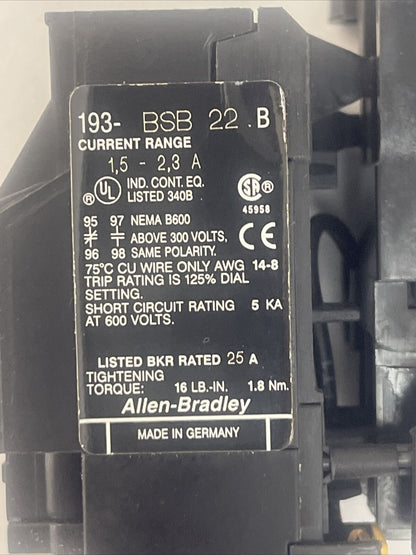 193- BSB 22 . B
CURRENT RANGE
1,5 - 2,3 A
® UL IND. CONT. EQ.
LISTED 340B
SA ®
45958
95 97 NEMA B600
ABOVE 300 VOLTS, CE
96 98 SAME POLARITY.
75°C CU WIRE ONLY AWG 14-8
TRIP RATING IS 125% DIAL
SETTING.
SHORT CIRCUIT RATING 5 KA
AT 600 VOLTS.
LISTED BKR RATED 25 A
TIGHTENING
TORQUE: 16 LB.-IN. 1.8 Nm.
Allen-Bradley
MADE IN GERMANY